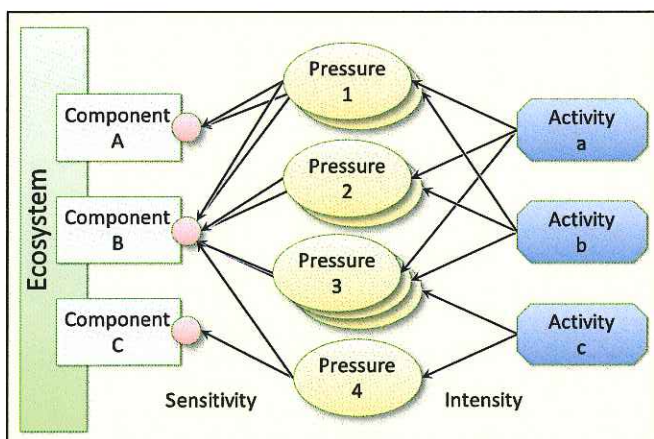 Ecosystem
Component
A
Component
B
Component
C
Pressure
1
Pressure
2
Pressure
3
Pressure
4
Activity
a
Activity
b
Activity
c
Sensitivity
Intensity